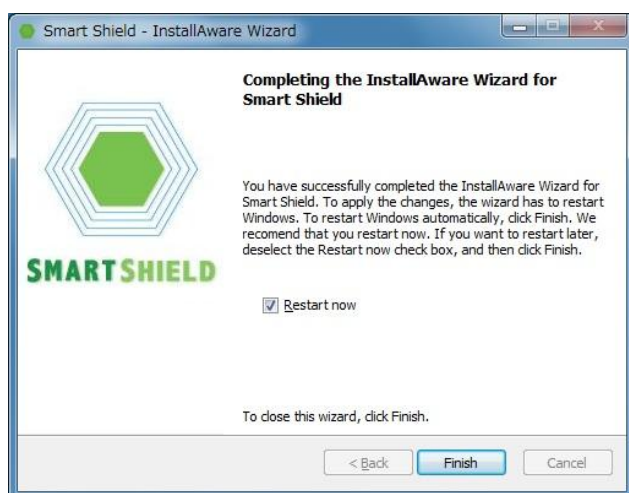 Smart Shield - InstallAware Wizard
Completing the InstallAware Wizard for
Smart Shield
You have successfully completed the InstallAware Wizard for
Smart Shield. To apply the changes, the wizard has to restart
Windows. To restart Windows automatically, click Finish. We
recomend that you restart now. If you want to restart later,
deselect the Restart now check box, and then click Finish.
SMARTSHIELD
Restart now
To close this wizard, click Finish.
< Back Finish Cancel